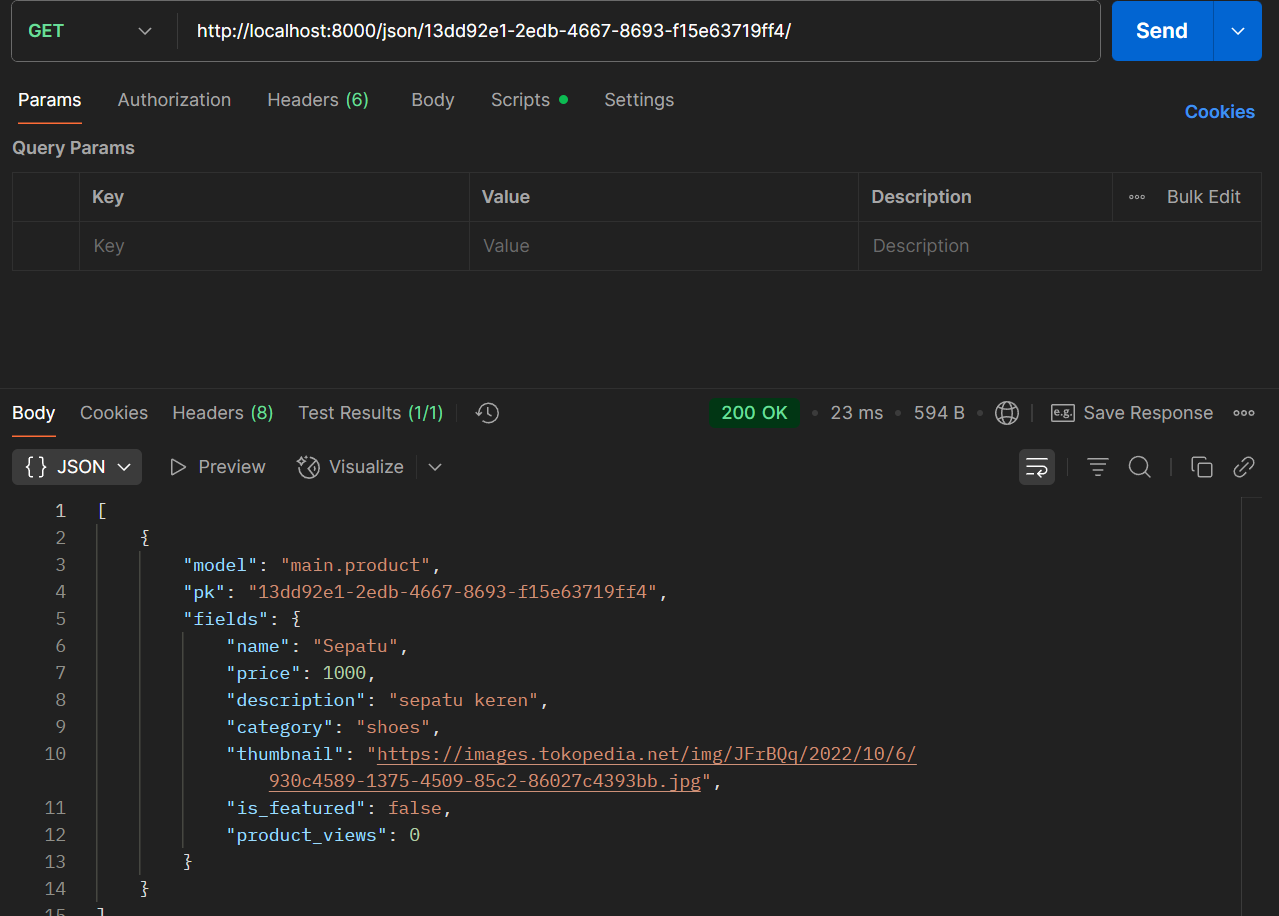 GET http://localhost:8000/json/13dd92e1-2edb-4667-8693-f15e63719ff4/ Send
Params Authorization Headers (6) Body Scripts Settings
Cookies
Query Params
Key Value Description Bulk Edit
Key Value Description
Body Cookies Headers (8) Test Results (1/1) 200 OK 23 ms 594 B e.g. Save Response
{} JSON Preview Visualize
1 [
2 {
3 "model": "main.product",
4 "pk": "13dd92e1-2edb-4667-8693-f15e63719ff4",
5 "fields": {
6 "name": "Sepatu",
7 "price": 1000,
8 "description": "sepatu keren",
9 "category": "shoes",
10 "thumbnail": "https://images.tokopedia.net/img/JFrBQq/2022/10/6/
930c4589-1375-4509-85c2-86027c4393bb.jpg",
11 "is_featured": false,
12 "product_views": 0
13 }
14 }
15 ]